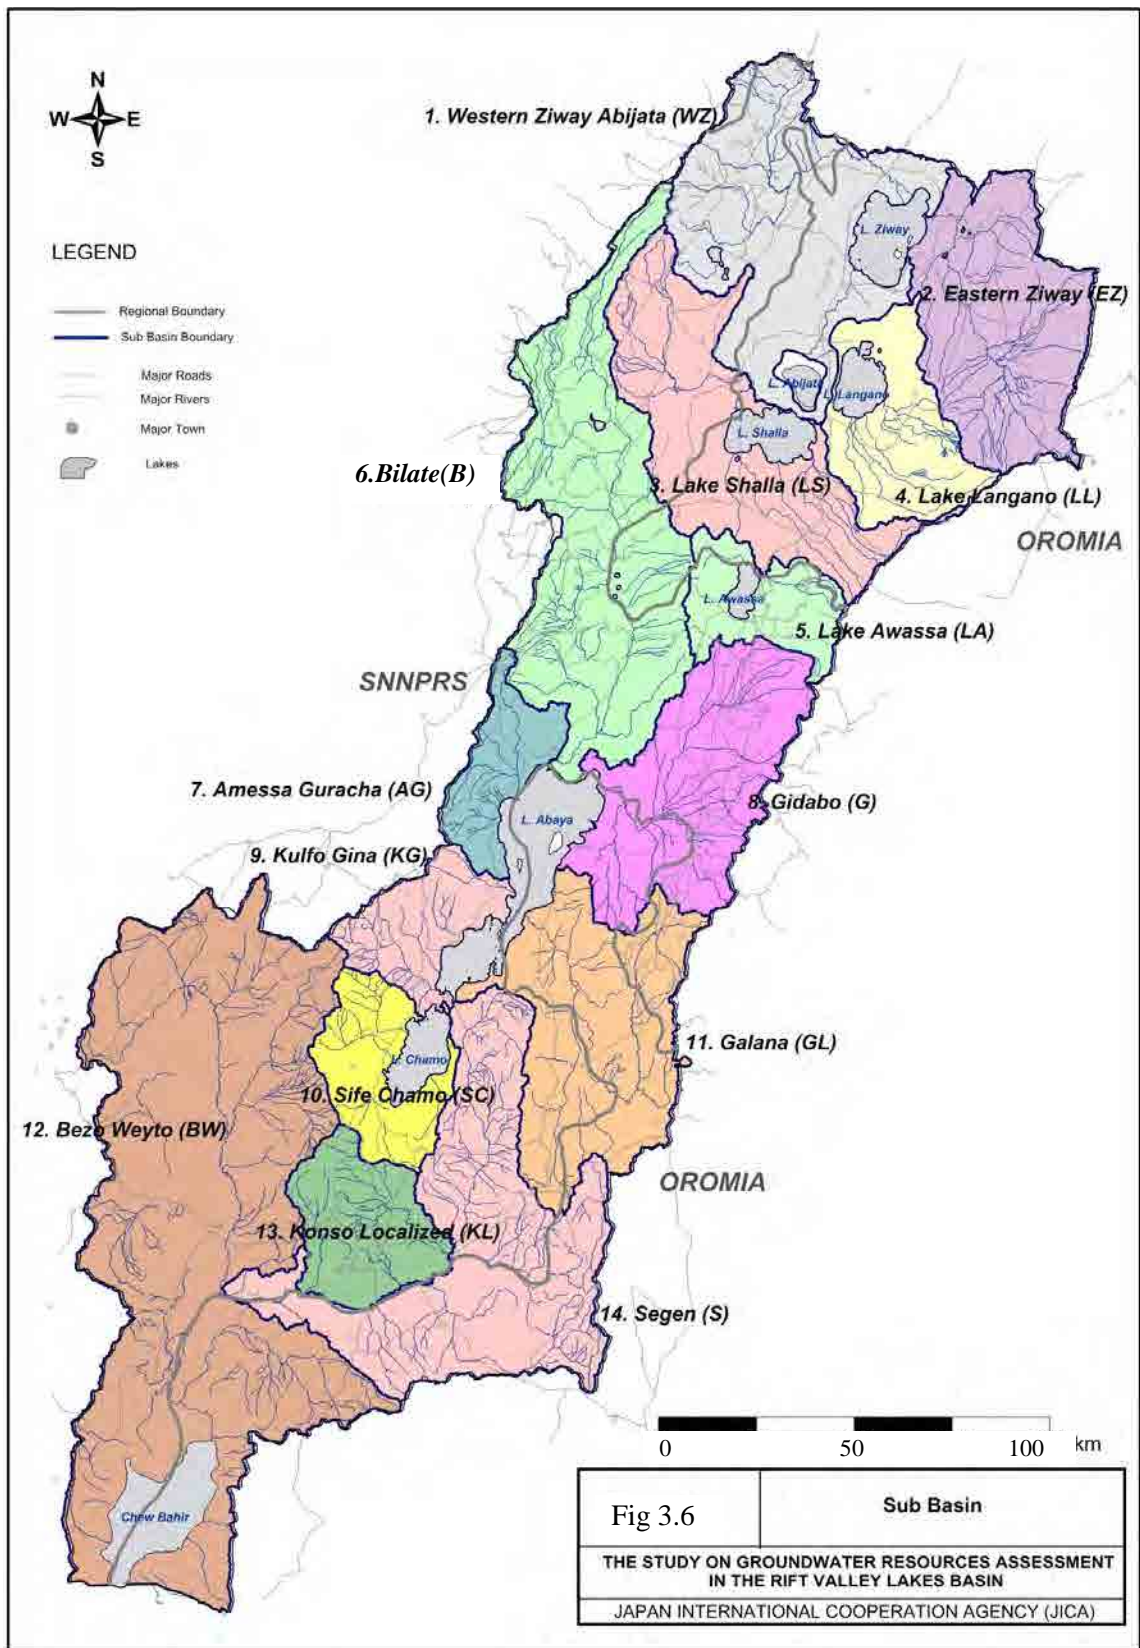 N
W E
S
1. Western Ziway Abijata (WZ)
L. Ziway
LEGEND
2. Eastern Ziway (EZ)
Regional Boundary
Sub Basin Boundary
Major Roads
Major Rivers
Major Town
Lakes
L. Abijata
L. Langano
L. Shalla
6.Bilate(B)
3. Lake Shalla (LS)
4. Lake Langano (LL)
OROMIA
L. Awassa
5. Lake Awassa (LA)
SNNPRS
7. Amessa Guracha (AG)
8. Gidabo (G)
L. Abaya
9. Kulfo Gina (KG)
11. Galana (GL)
L. Chamo
10. Sife Chamo (SC)
12. Bezo Weyto (BW)
OROMIA
13. Konso Localized (KL)
14. Segen (S)
0 50 100 km
Chew Bahir
Fig 3.6
Sub Basin
THE STUDY ON GROUNDWATER RESOURCES ASSESSMENT
IN THE RIFT VALLEY LAKES BASIN
JAPAN INTERNATIONAL COOPERATION AGENCY (JICA)